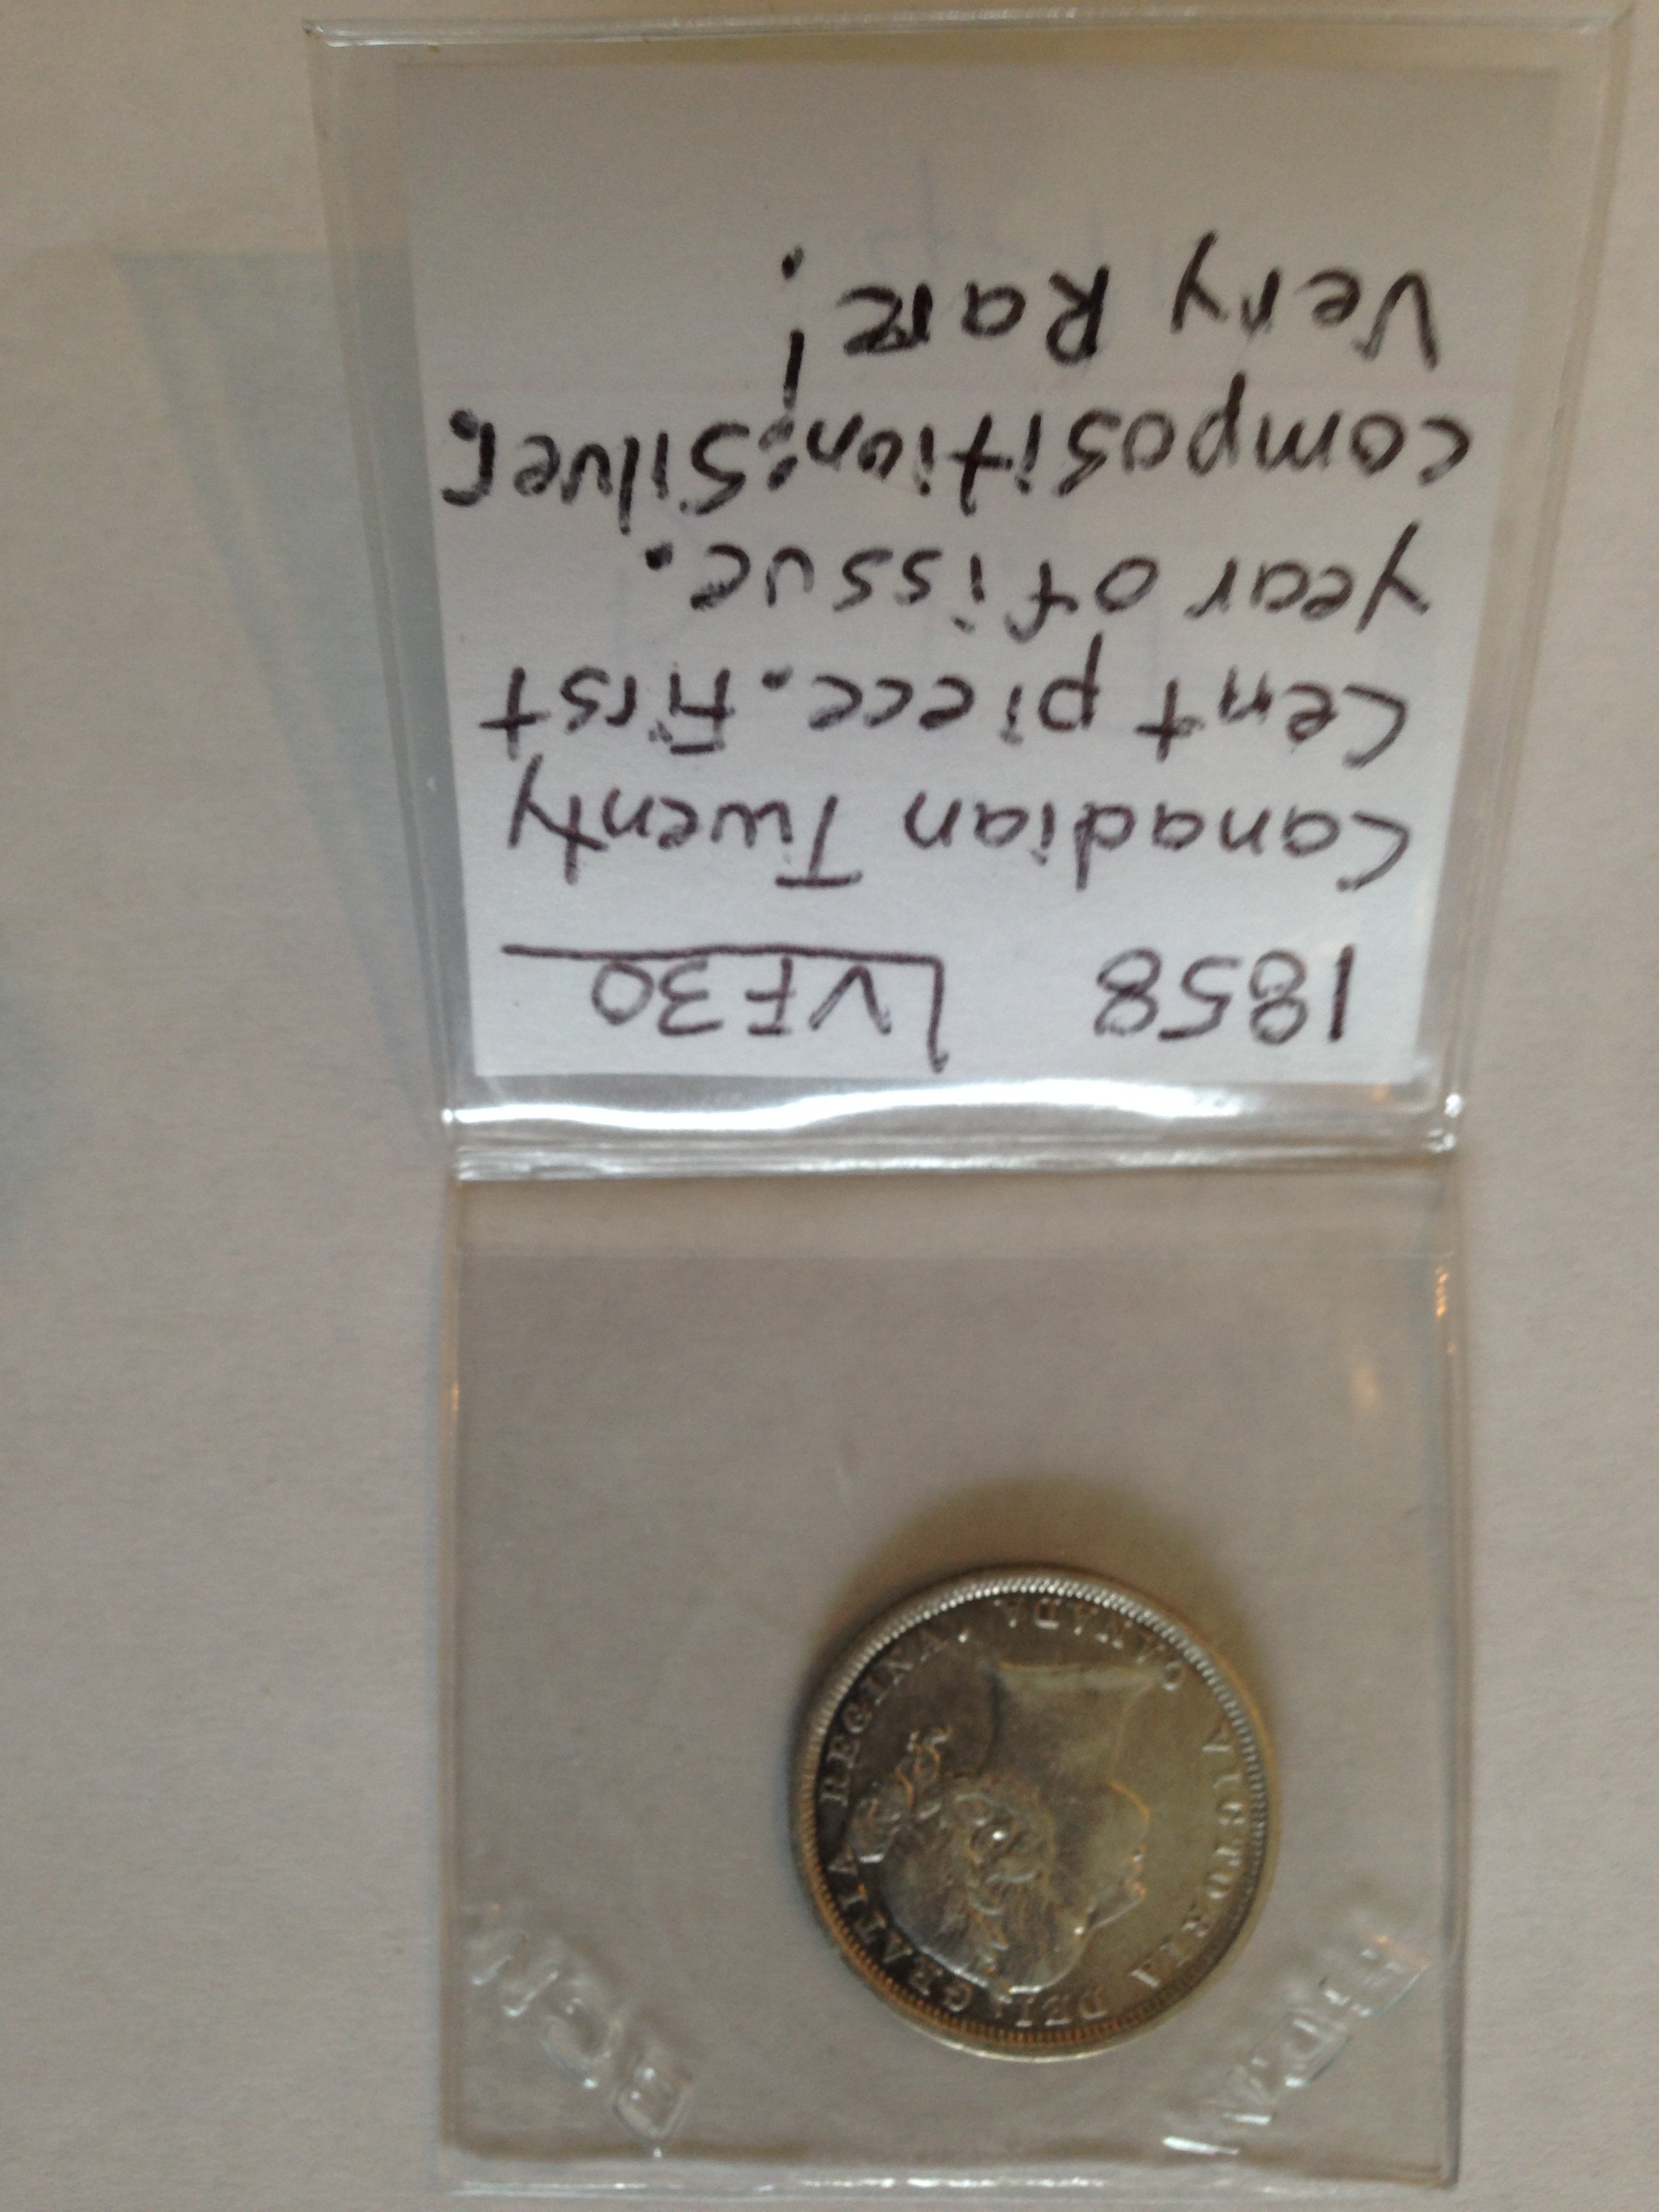 1858 VF30
Canadian Twenty
Cent piece. First
year of issue.
composition: Silver
Very Rare!
VICTORIA DEI GRATIA REGINA. CANADA